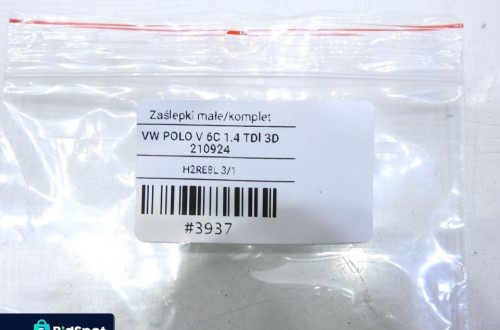 Zaślepki małe/komplet
VW POLO V 6C 1.4 TDI 3D
210924
H2RE8L 3/1
#3937